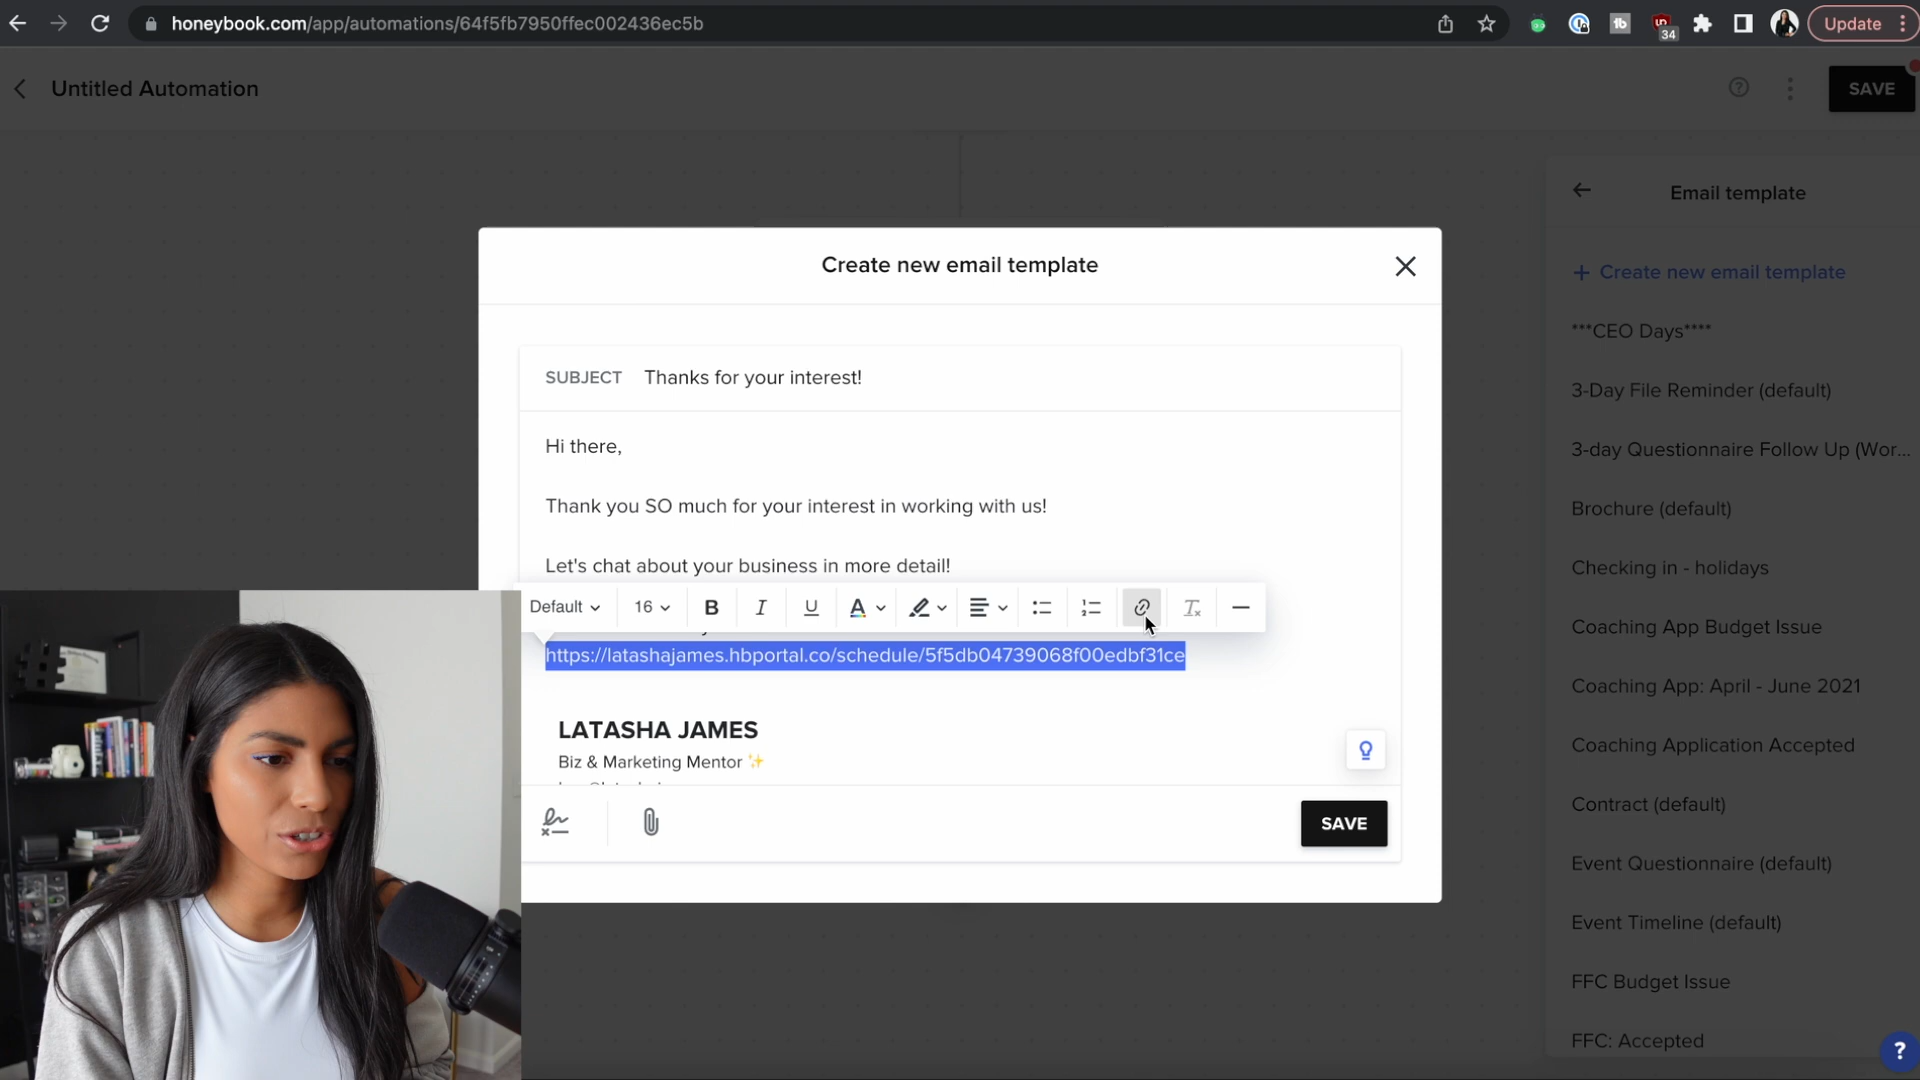 honeybook.com/app/automations/64f5fb7950ffec002436ec5b
34
Update
Untitled Automation
SAVE
Email template
+ Create new email template
***CEO Days****
3-Day File Reminder (default)
3-day Questionnaire Follow Up (Wor...
Brochure (default)
Checking in - holidays
Coaching App Budget Issue
Coaching App: April - June 2021
Coaching Application Accepted
Contract (default)
Event Questionnaire (default)
Event Timeline (default)
FFC Budget Issue
FFC: Accepted
Create new email template
SUBJECT Thanks for your interest!
Hi there,
Thank you SO much for your interest in working with us!
Let's chat about your business in more detail!
Default 16 B I U A
https://latashajames.hbportal.co/schedule/5f5db04739068f00edbf31ce
LATASHA JAMES
Biz & Marketing Mentor ✨
SAVE
?